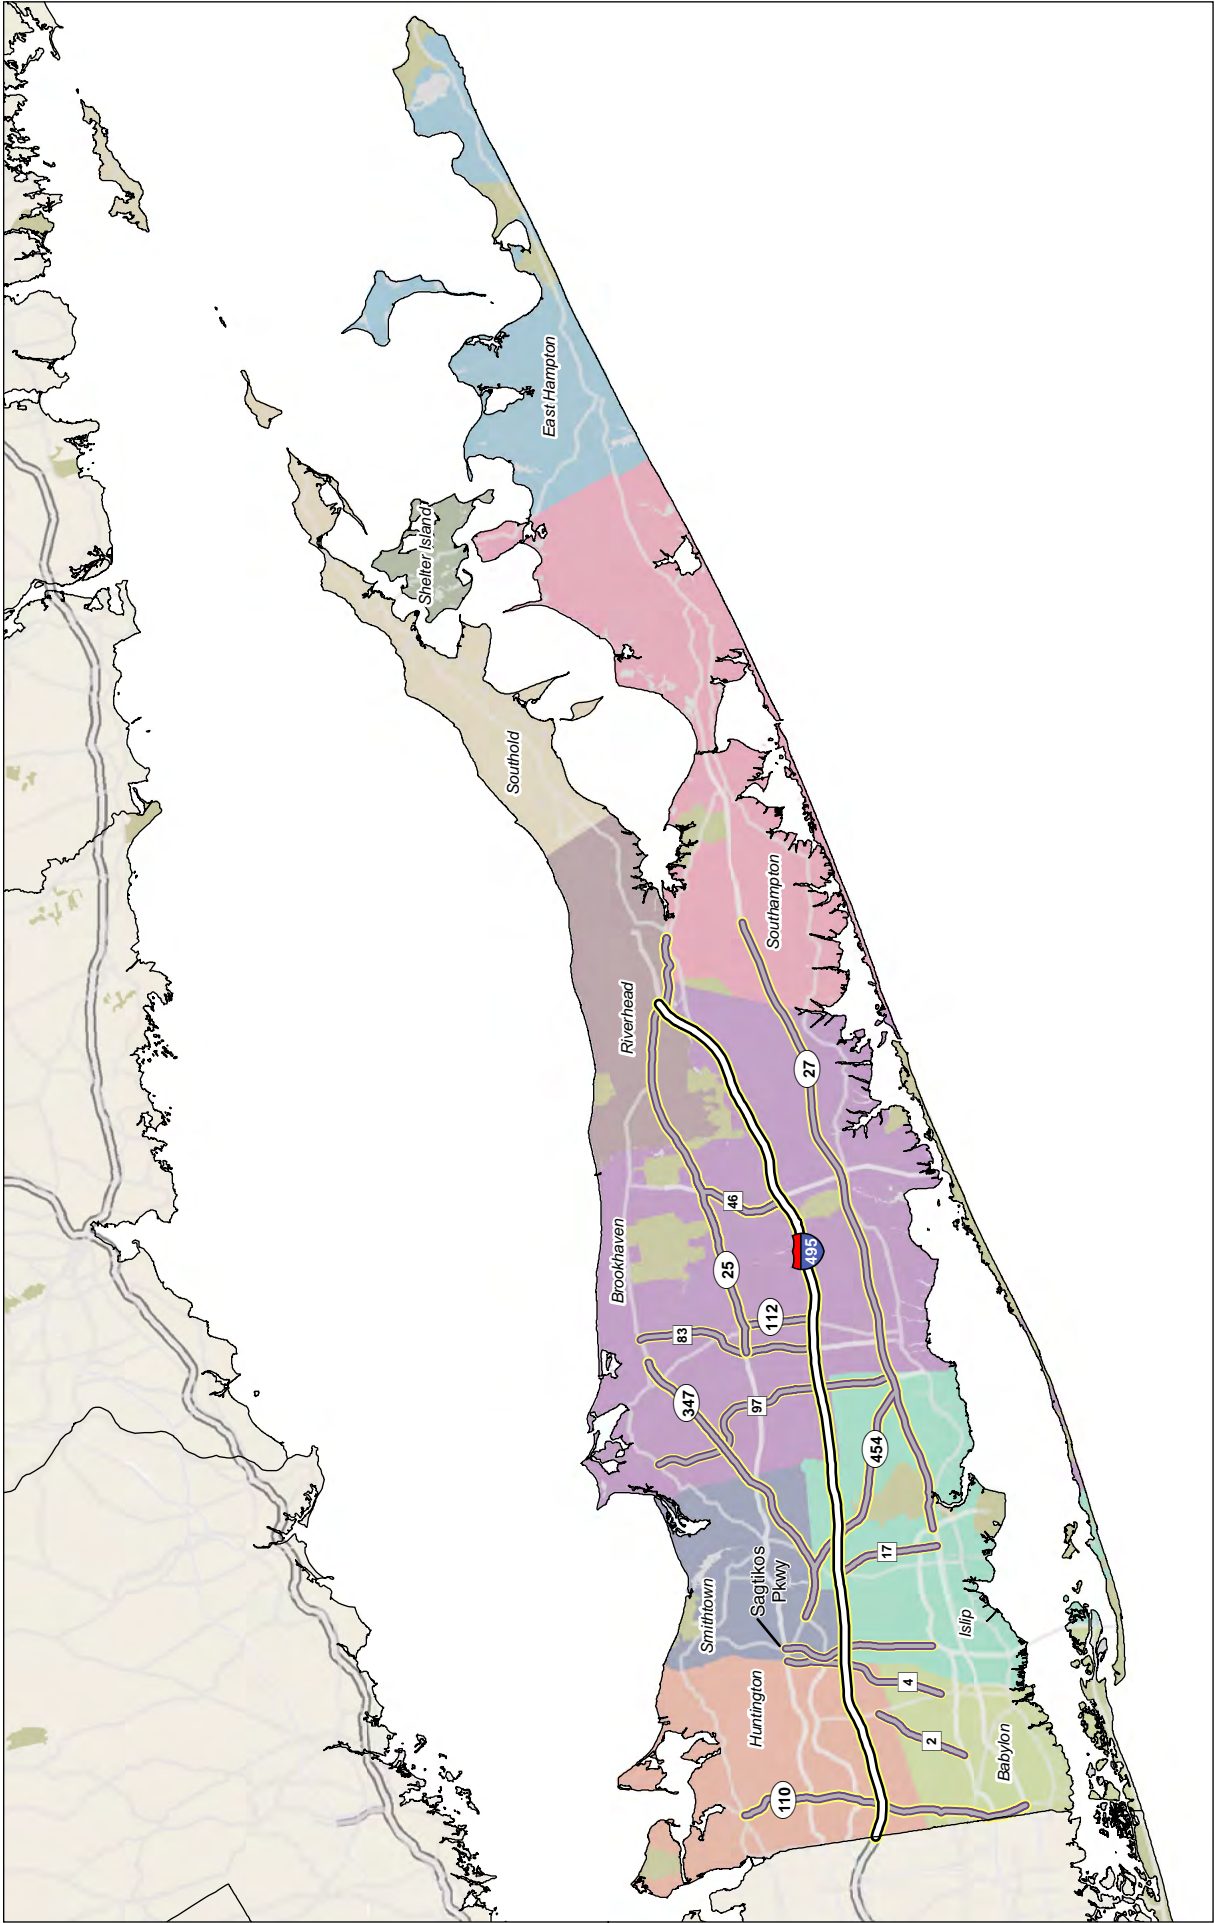 East Hampton
Shelter Island
Southold
Southampton
Riverhead
27
46
495
Brookhaven
25
112
83
347
97
454
17
Sagtikos
Pkwy
Smithtown
Islip
4
Huntington
2
Babylon
110